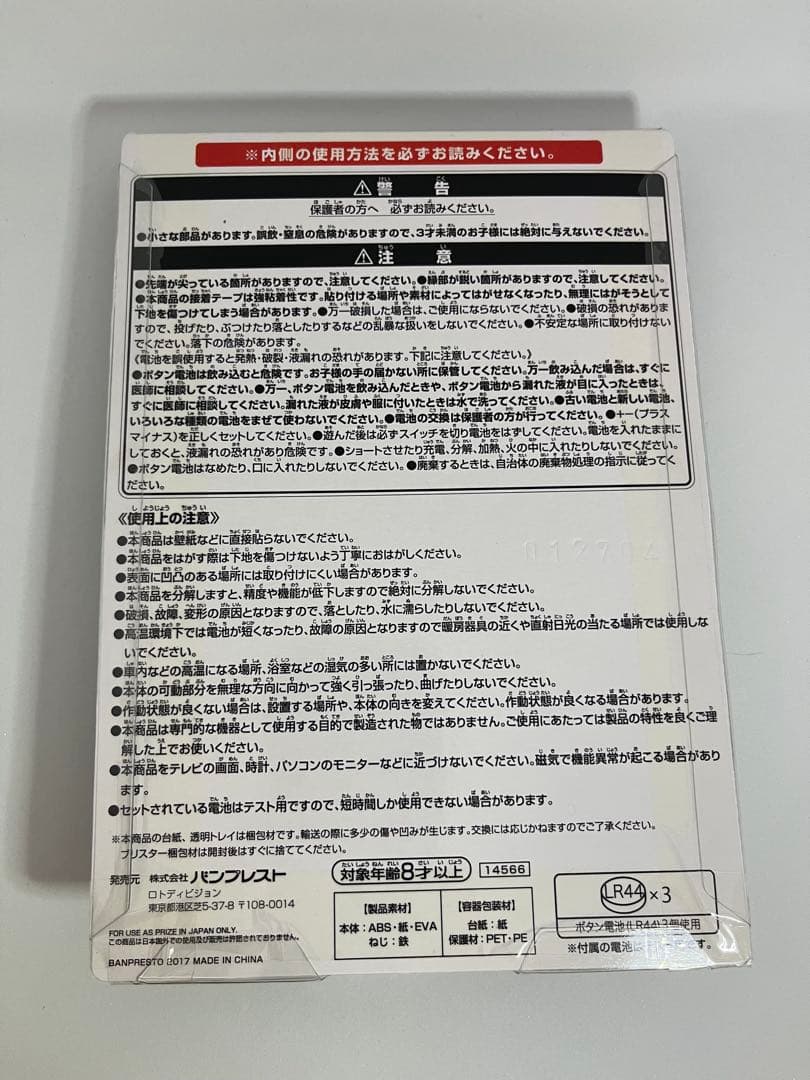 ※内側の使用方法を必ずお読みください。
⚠警告
保護者の方へ 必ずお読みください。
●小さな部品があります。誤飲・窒息の危険がありますので、3才未満のお子様には絶対に与えないでください。
⚠注意
●先端が尖っている箇所がありますので、注意してください。●縁部が鋭い箇所がありますので、注意してください。
●本商品の接着テープは強粘着性です。貼り付ける場所や素材によってはがせなくなったり、無理にはがそうとして
下地を傷つけてしまう場合があります。●万一破損した場合は、ご使用にならないでください。●破損の恐れがありま
すので、投げたり、ぶつけたり落としたりするなどの乱暴な扱いをしないでください。●不安定な場所に取り付けない
でください。落下の危険があります。
《電池を誤使用すると発熱・破裂・液漏れの恐れがあります。下記に注意してください。》
●ボタン電池は飲み込むと危険です。お子様の手の届かない所に保管してください。万一飲み込んだ場合は、すぐに
医師に相談してください。●万一、ボタン電池を飲み込んだときや、ボタン電池から漏れた液が目に入ったときは、
すぐに医師に相談してください。漏れた液が皮膚や服に付いたときは水で洗ってください。●古い電池と新しい電池、
いろいろな種類の電池をまぜて使わないでください。●電池の交換は保護者の方が行ってください。●+-(プラス
マイナス)を正しくセットしてください。●遊んだ後は必ずスイッチを切り電池をはずしてください。電池を入れたままに
しておくと、液漏れの恐れがあり危険です。●ショートさせたり充電、分解、加熱、火の中に入れたりしないでください。
●ボタン電池はなめたり、口に入れたりしないでください。●廃棄するときは、自治体の廃棄物処理の指示に従ってく
ださい。
《使用上の注意》
●本商品は壁紙などに直接貼らないでください。
●本商品をはがす際は下地を傷つけないよう丁寧におはがしください。
●表面に凹凸のある場所には取り付けにくい場合があります。
●本商品を分解しますと、精度や機能が低下しますので絶対に分解しないでください。
●破損、故障、変形の原因となりますので、落としたり、水に濡らしたりしないでください。
●高温環境下では電池が短くなったり、故障の原因となりますので暖房器具の近くや直射日光の当たる場所では使用しな
いでください。
●車内などの高温になる場所、浴室などの湿気の多い所には置かないでください。
●本体の可動部分を無理な方向に向かって強く引っ張ったり、曲げたりしないでください。
●作動状態が良くない場合は、設置する場所や、本体の向きを変えてください。作動状態が良くなる場合があります。
●本商品は専門的な機器として使用する目的で製造された物ではありません。ご使用にあたっては製品の特性を良くご理
解した上でお使いください。
●本商品をテレビの画面、時計、パソコンのモニターなどに近づけないでください。磁気で機能異常が起こる場合があり
ます。
●セットされている電池はテスト用ですので、短時間しか使用できない場合があります。
※本商品の台紙、透明トレイは梱包材です。輸送の際に多少の傷や凹みが生じます。交換には応じかねますのでご了承ください。
ブリスター梱包材は開封後はすぐに捨ててください。
発売元 株式会社バンプレスト
ロトディビジョン
東京都港区芝5-37-8 〒108-0014
対象年齢8才以上
14566
FOR USE AS PRIZE IN JAPAN ONLY.
この商品は日本国外での使用及び販売は許諾されておりません。
BANPRESTO 2017 MADE IN CHINA
【製品素材】
本体:ABS・紙・EVA
ねじ:鉄
【容器包装材】
台紙:紙
保護材:PET・PE
LR44×3
ボタン電池(LR44)3個使用
※付属の電池は
です。